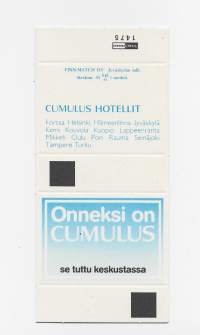 1475
FINN-MATCH OY
CUMULUS HOTELLIT
Forssa Helsinki Hämeenlinna Jyväskylä
Kemi Kouvola Kuopio Lappeenranta
Mikkeli Oulu Pori Rauma Seinäjoki
Tampere Turku
Onneksi on
CUMULUS
se tuttu keskustassa